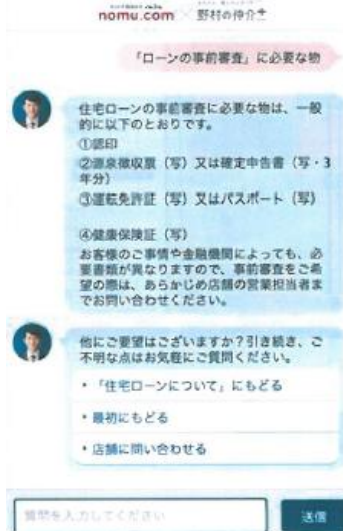 nomu.com × 野村の仲介＋
「ローンの事前審査」に必要な物
住宅ローンの事前審査に必要な物は、一般
的に以下のとおりです。
①認印
②源泉徴収票（写）又は確定申告書（写・3
年分）
③運転免許証（写）又はパスポート（写）
④健康保険証（写）
お客様のご事情や金融機関によっても、必
要書類が異なりますので、事前審査をご希
望の際は、あらかじめ店舗の営業担当者ま
でお問い合わせください。
他にご要望はございますか？引き続き、ご
不明な点はお気軽にご質問ください。
・「住宅ローンについて」にもどる
・最初にもどる
・店舗に問い合わせる
質問を入力してください
送信